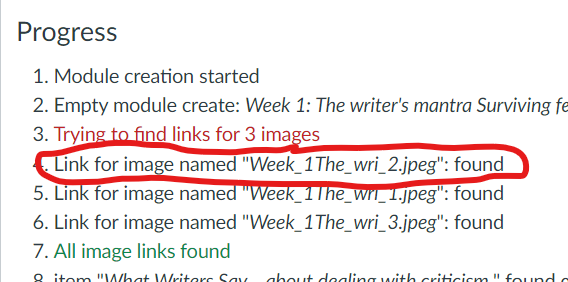 Progress
1. Module creation started
2. Empty module create: Week 1: The writer's mantra Surviving fe
3. Trying to find links for 3 images
4. Link for image named "Week_1The_wri_2.jpeg": found
5. Link for image named "Week_1The_wri_1.jpeg": found
6. Link for image named "Week_1The_wri_3.jpeg": found
7. All image links found
8. item "What Writers Say... about dealing with criticism " found